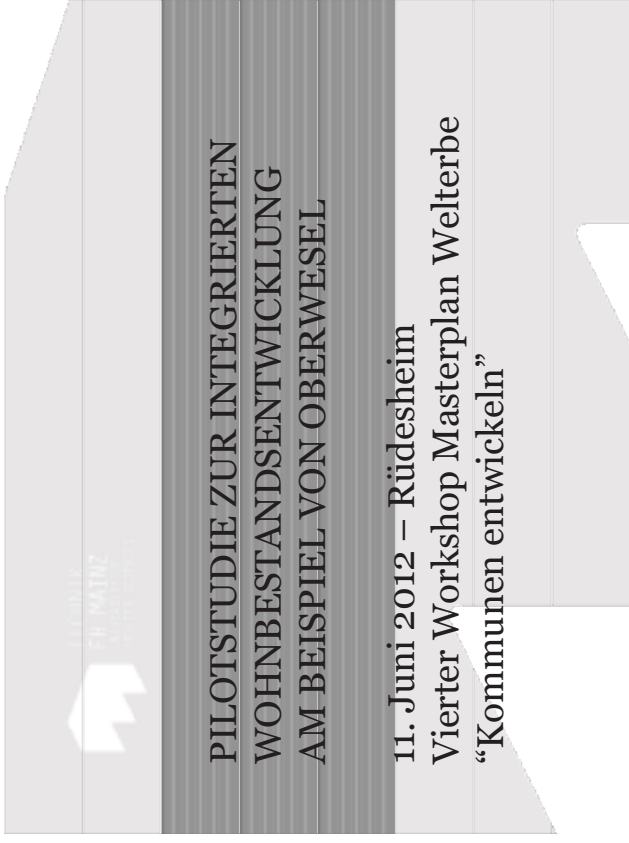 FH MAINZ
PILOTSTUDIE ZUR INTEGRIERTEN
WOHNBESTANDSENTWICKLUNG
AM BEISPIEL VON OBERWESEL
11. Juni 2012 – Rüdesheim
Vierter Workshop Masterplan Welterbe
“Kommunen entwickeln”